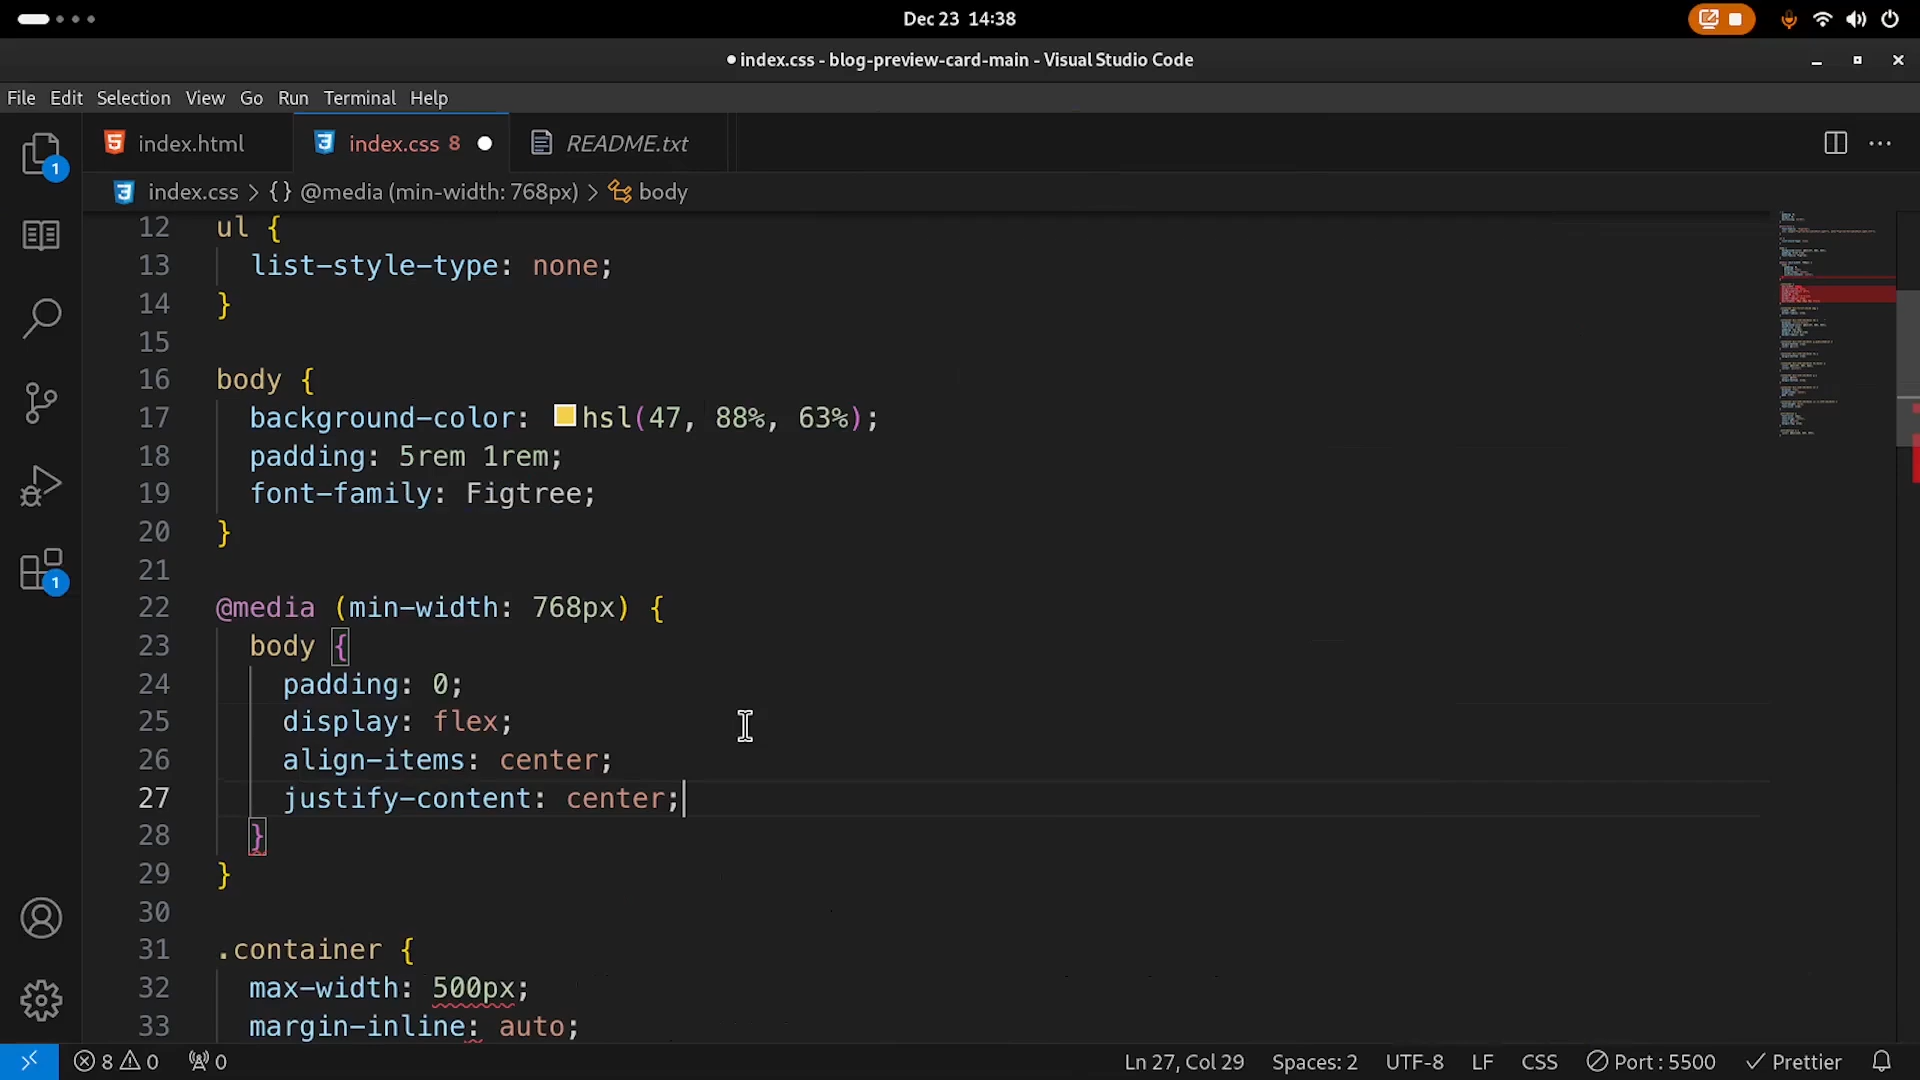 Dec 23 14:38
index.css - blog-preview-card-main - Visual Studio Code
File Edit Selection View Go Run Terminal Help
index.html index.css 8 README.txt
index.css > {} @media (min-width: 768px) > body
12 ul {
13 list-style-type: none;
14 }
15
16 body {
17 background-color: hsl(47, 88%, 63%);
18 padding: 5rem 1rem;
19 font-family: Figtree;
20 }
21
22 @media (min-width: 768px) {
23 body {
24 padding: 0;
25 display: flex;
26 align-items: center;
27 justify-content: center;
28 }
29 }
30
31 .container {
32 max-width: 500px;
33 margin-inline: auto;
1
1
8 0 0 Ln 27, Col 29 Spaces: 2 UTF-8 LF CSS Port : 5500 Prettier